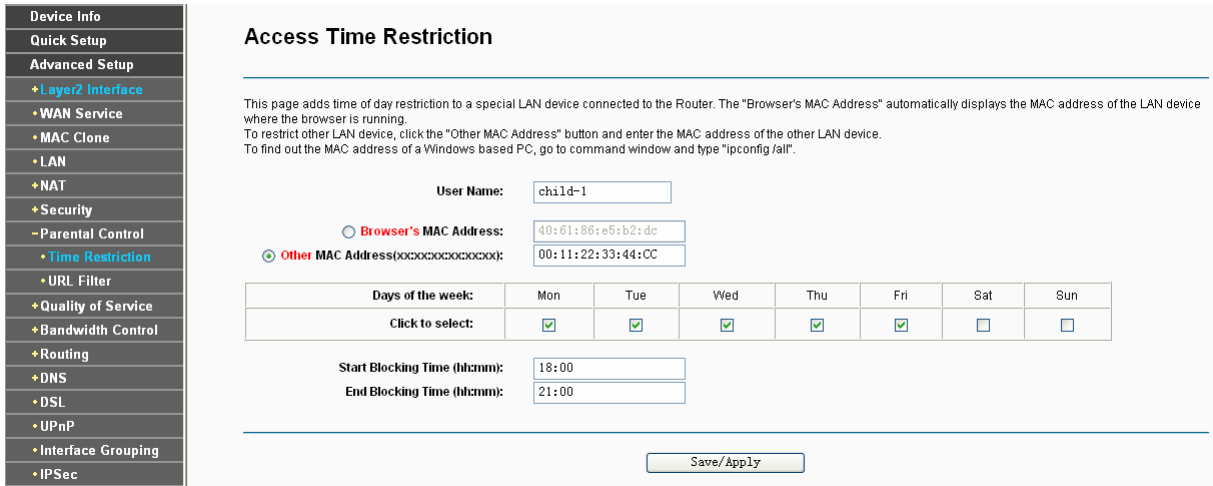 Device Info
Quick Setup
Advanced Setup
+Layer2 Interface
•WAN Service
•MAC Clone
•LAN
+NAT
+Security
−Parental Control
•Time Restriction
•URL Filter
+Quality of Service
+Bandwidth Control
+Routing
+DNS
•DSL
•UPnP
•Interface Grouping
•IPSec
Access Time Restriction
This page adds time of day restriction to a special LAN device connected to the Router. The "Browser's MAC Address" automatically displays the MAC address of the LAN device
where the browser is running.
To restrict other LAN device, click the "Other MAC Address" button and enter the MAC address of the other LAN device.
To find out the MAC address of a Windows based PC, go to command window and type "ipconfig /all".
User Name: child-1
Browser's MAC Address: 40:61:86:e5:b2:dc
Other MAC Address(xx:xx:xx:xx:xx:xx): 00:11:22:33:44:CC
Days of the week: Mon Tue Wed Thu Fri Sat Sun
Click to select:
Start Blocking Time (hh:mm): 18:00
End Blocking Time (hh:mm): 21:00
Save/Apply